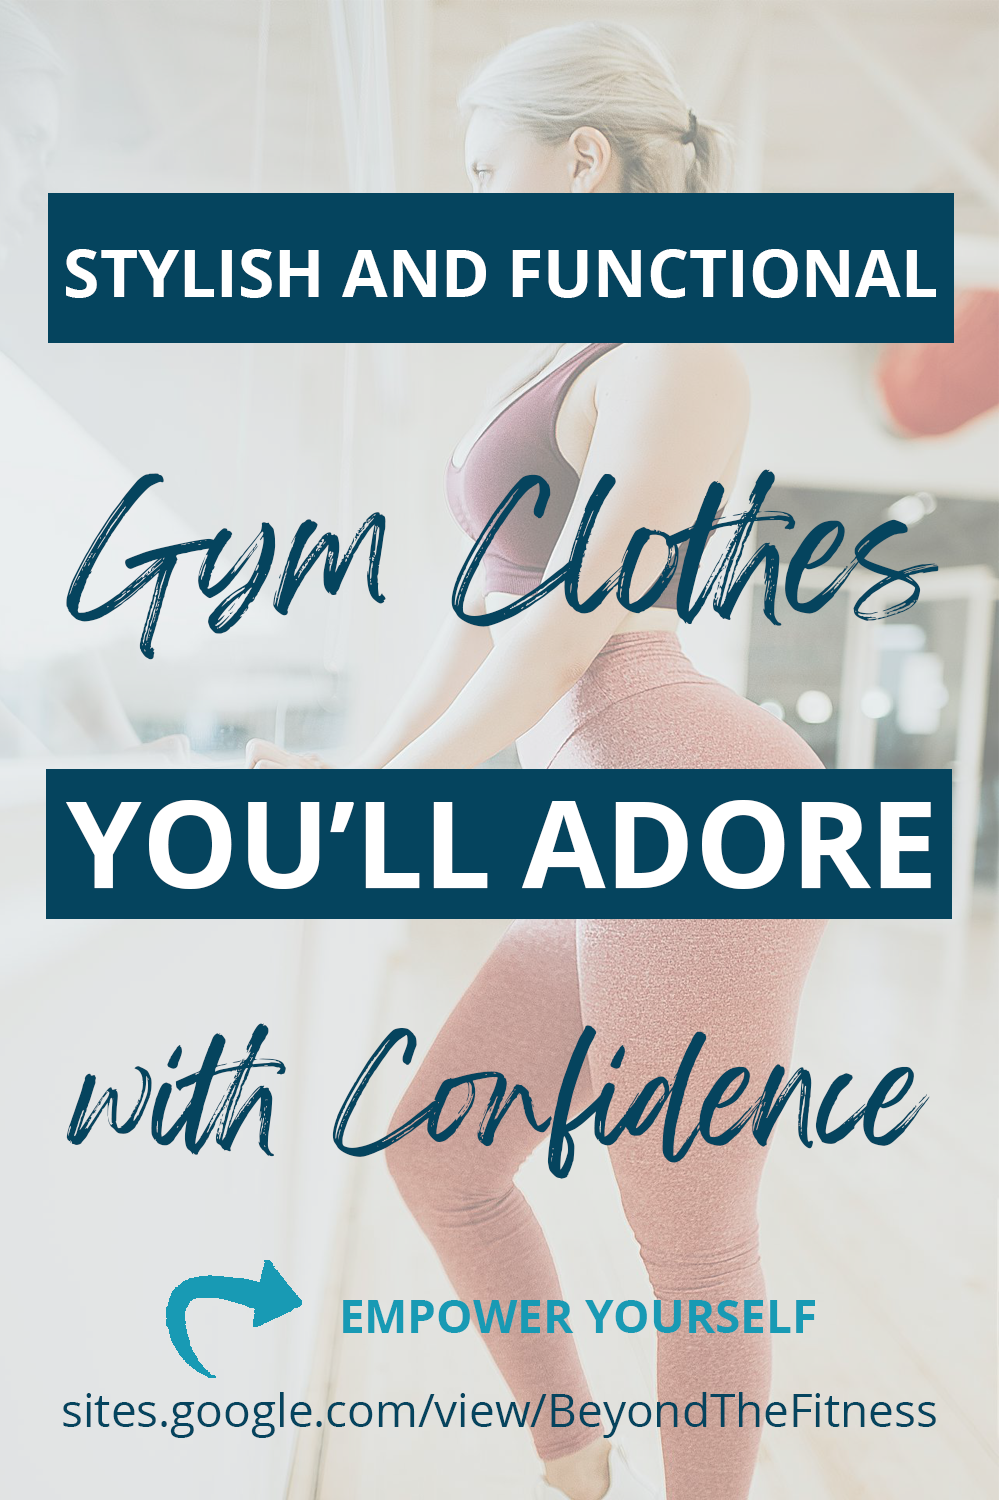 STYLISH AND FUNCTIONAL
Gym Clothes
YOU’LL ADORE
with Confidence
EMPOWER YOURSELF
sites.google.com/view/BeyondTheFitness